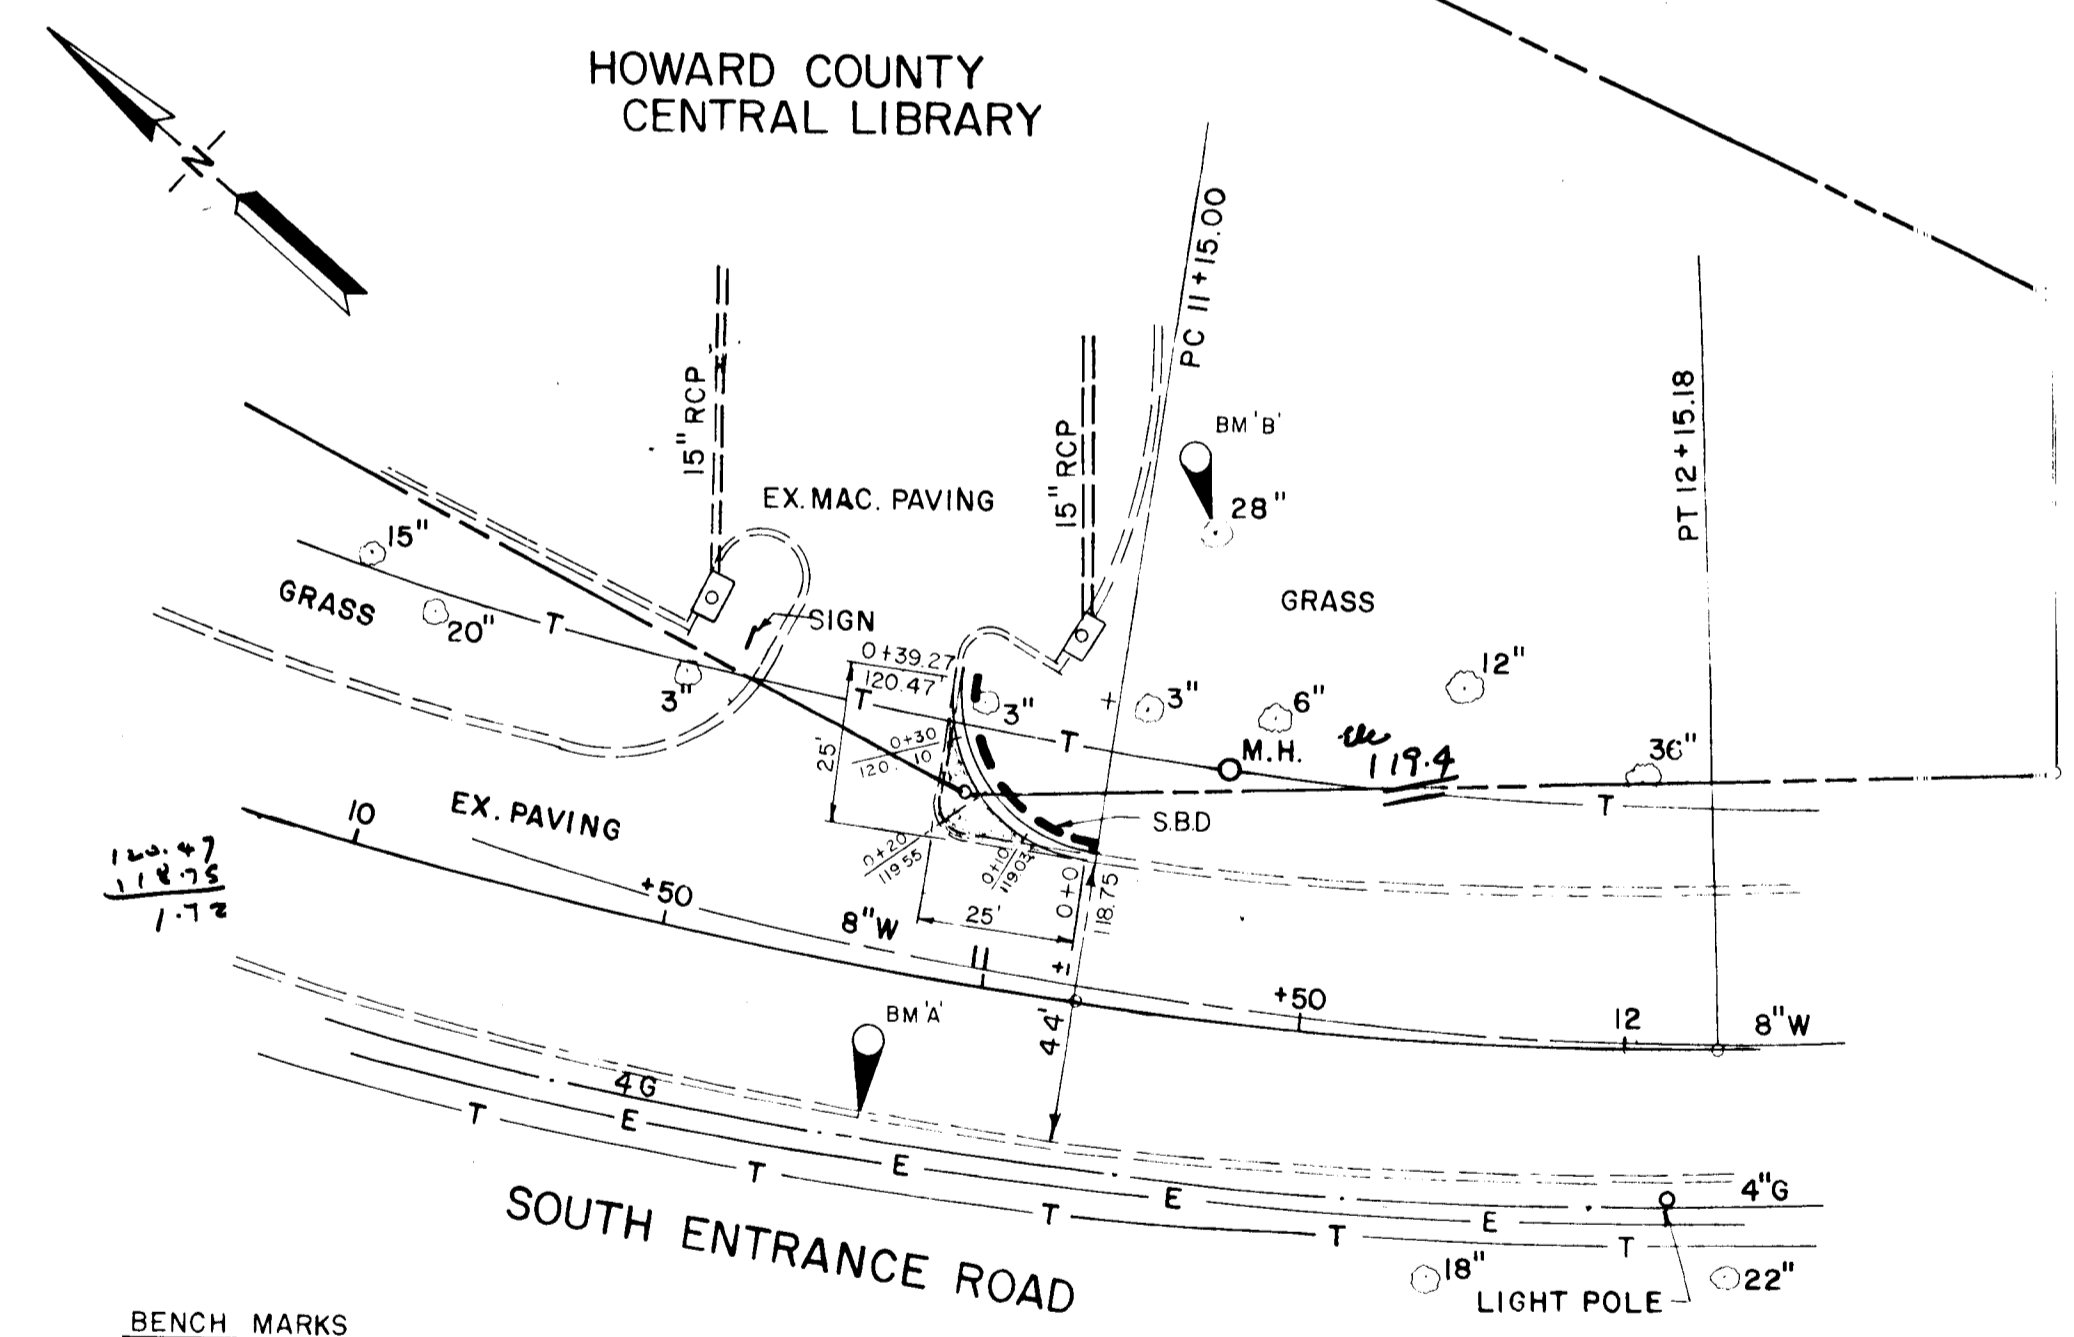 HOWARD COUNTY
CENTRAL LIBRARY
N
PC 11+15.00
PT 12+15.18
15" RCP
15" RCP
BM 'B'
28"
EX. MAC. PAVING
15"
GRASS
20"
T
SIGN
GRASS
3"
0+39.27
120.47
T
3"
3"
6"
12"
T
M.H.
119.4
36"
T
25'
0+30
120.10
S.B.D
10
EX. PAVING
0+20
119.55
0+10
119.03
0+0
118.75
120.47
118.75
1.72
+50
8"W
25'
11
±1
+50
12
8"W
BM 'A'
44'
4 G
E
T
E
T
E
T
E
T
T
4"G
SOUTH ENTRANCE ROAD
18"
22"
LIGHT POLE
BENCH MARKS